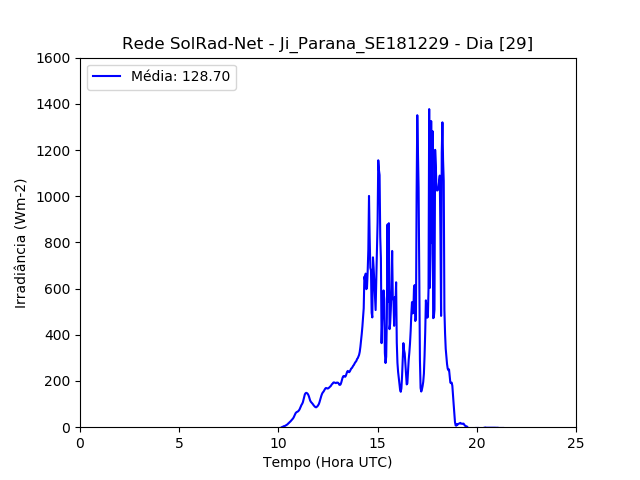 Rede SolRad-Net - Ji_Parana_SE181229 - Dia [29]
Média: 128.70
1600
1400
1200
1000
800
600
400
200
0
Irradiância (Wm-2)
0 5 10 15 20 25
Tempo (Hora UTC)